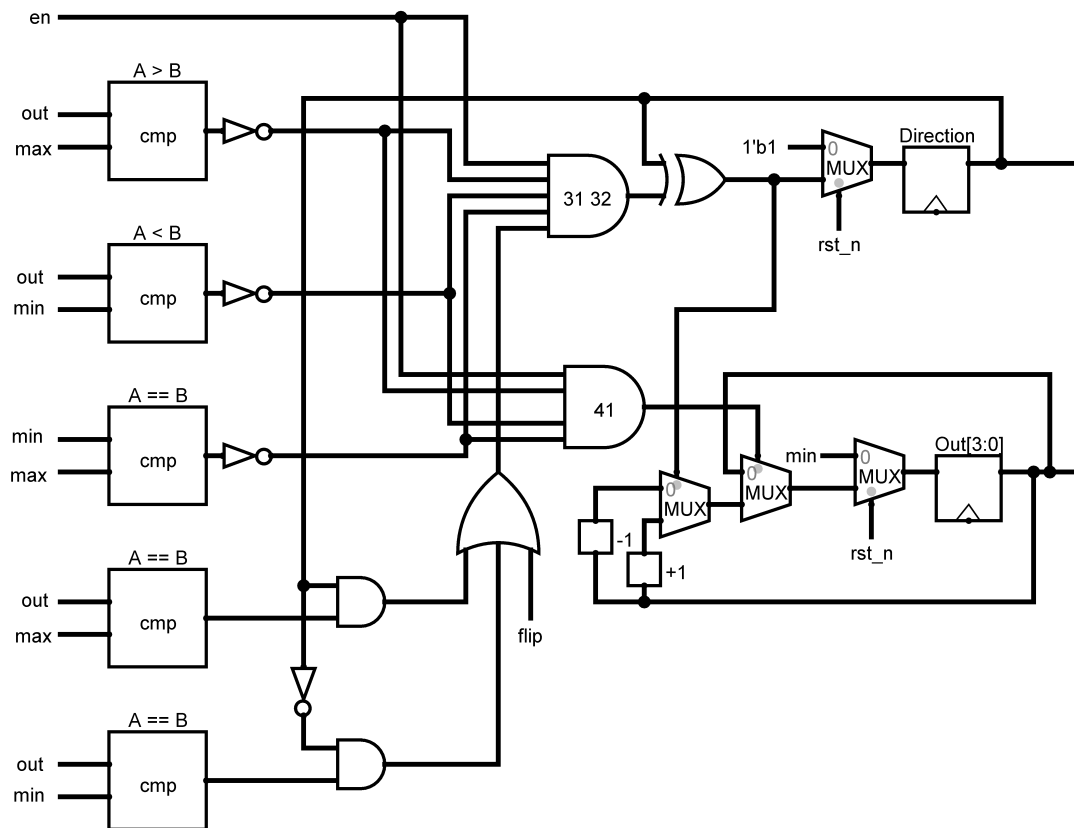 en
A > B
out
max
cmp
A < B
out
min
cmp
A == B
min
max
cmp
A == B
out
max
cmp
A == B
out
min
cmp
31 32
41
flip
1'b1
0
MUX
rst_n
Direction
0
MUX
-1
+1
0
MUX
min
0
MUX
rst_n
Out[3:0]